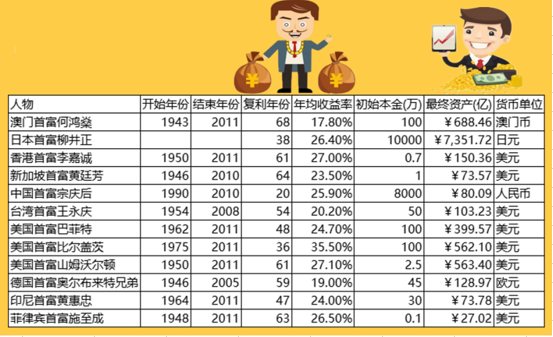 人物 开始年份 结束年份 复利年份 年均收益率 初始本金(万) 最终资产(亿) 货币单位
澳门首富何鸿燊 1943 2011 68 17.80% 100 ￥688.46 澳门币
日本首富柳井正 38 26.40% 10000 ￥7,351.72 日元
香港首富李嘉诚 1950 2011 61 27.00% 0.7 ￥150.36 美元
新加坡首富黄廷芳 1946 2010 64 23.50% 1 ￥73.57 美元
中国首富宗庆后 1990 2010 20 25.90% 8000 ￥80.09 人民币
台湾首富王永庆 1954 2008 54 20.20% 50 ￥103.23 美元
美国首富巴菲特 1962 2011 48 24.70% 100 ￥399.57 美元
美国首富比尔盖茨 1975 2011 36 35.50% 100 ￥562.10 美元
美国首富山姆沃尔顿 1950 2011 61 27.10% 2.5 ￥563.40 美元
德国首富奥尔布来特兄弟 1946 2005 59 19.00% 45 ￥128.97 欧元
印尼首富黄惠忠 1964 2011 47 24.00% 30 ￥73.78 美元
菲律宾首富施至成 1948 2011 63 26.50% 0.1 ￥27.02 美元